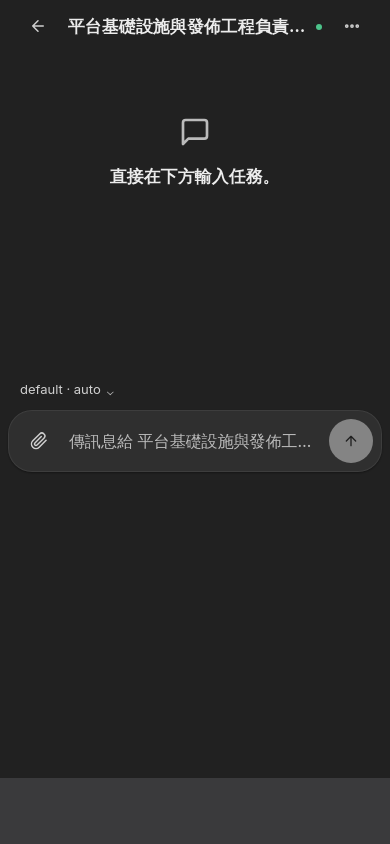 平台基礎設施與發佈工程負責...
直接在下方輸入任務。
default · auto
傳訊息給 平台基礎設施與發佈工...